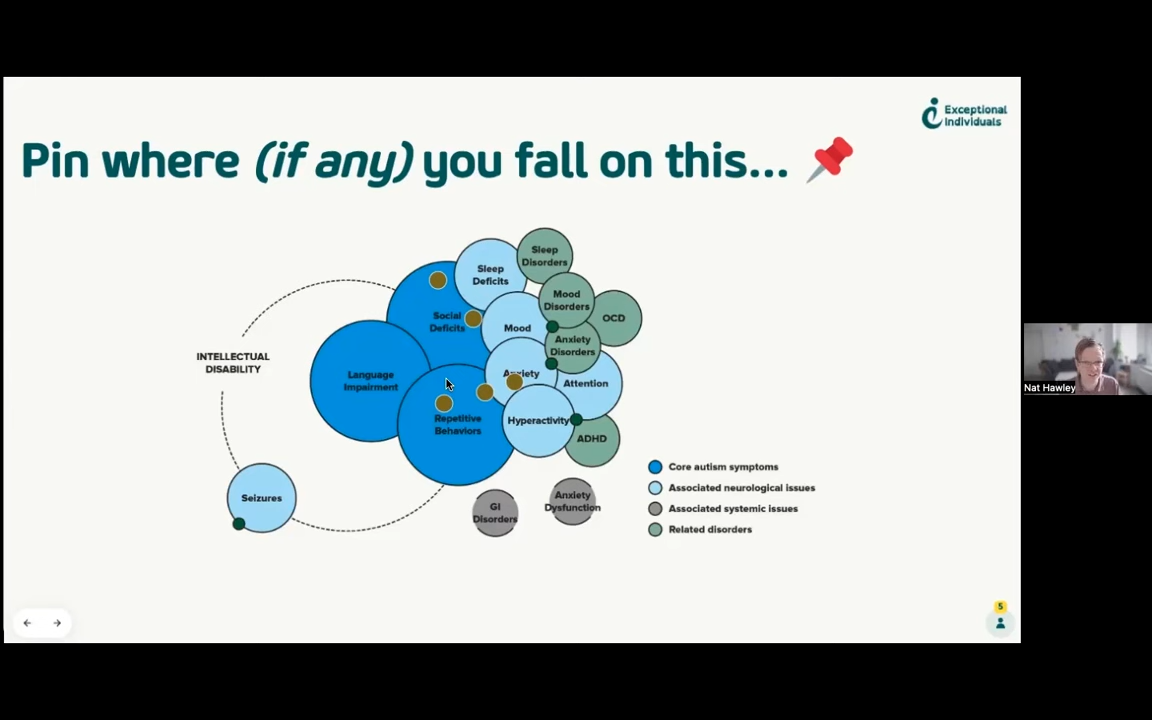 Exceptional
Individuals
Pin where (if any) you fall on this...
Sleep
Disorders
Sleep
Deficits
Mood
Disorders
OCD
Social
Deficits
Mood
Anxiety
Disorders
INTELLECTUAL
DISABILITY
Language
Impairment
Anxiety
Attention
Nat Hawley
Repetitive
Behaviors
Hyperactivity
ADHD
Core autism symptoms
Associated neurological issues
Associated systemic issues
Related disorders
Seizures
GI
Disorders
Anxiety
Dysfunction
5